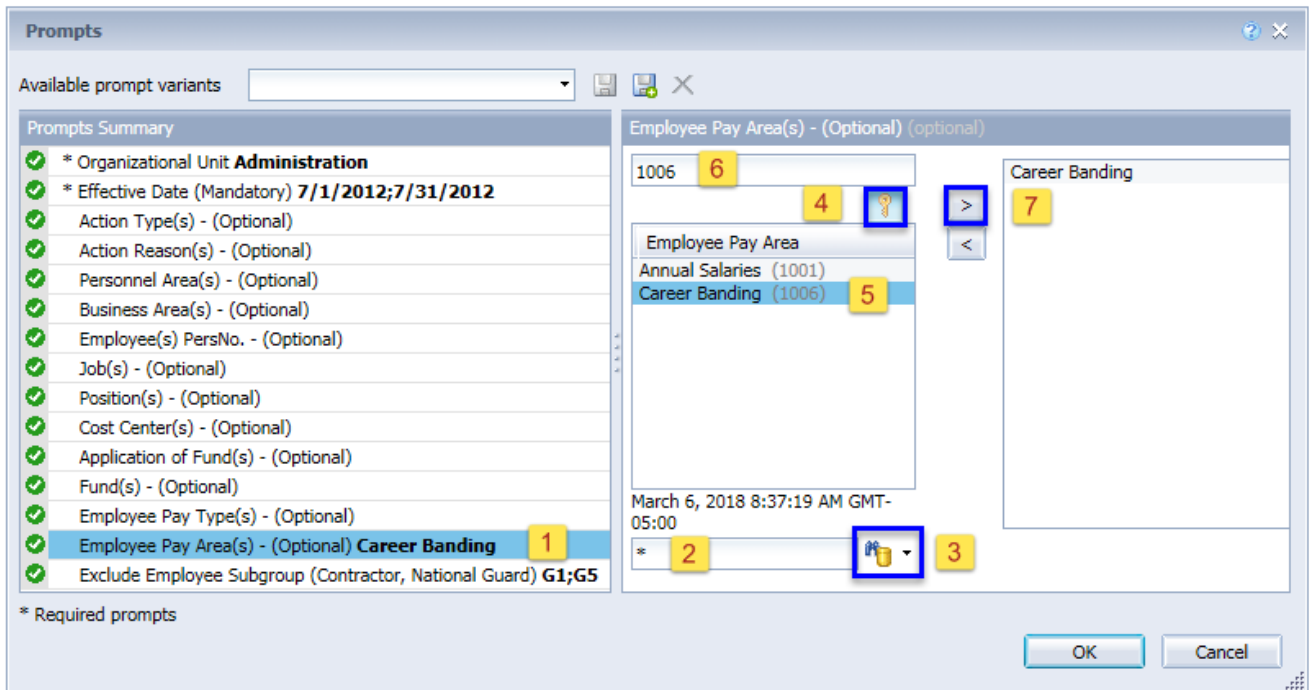 Prompts
Available prompt variants
Prompts Summary
* Organizational Unit Administration
* Effective Date (Mandatory) 7/1/2012;7/31/2012
Action Type(s) - (Optional)
Action Reason(s) - (Optional)
Personnel Area(s) - (Optional)
Business Area(s) - (Optional)
Employee(s) PersNo. - (Optional)
Job(s) - (Optional)
Position(s) - (Optional)
Cost Center(s) - (Optional)
Application of Fund(s) - (Optional)
Fund(s) - (Optional)
Employee Pay Type(s) - (Optional)
Employee Pay Area(s) - (Optional) Career Banding 1
Exclude Employee Subgroup (Contractor, National Guard) G1;G5
* Required prompts
Employee Pay Area(s) - (Optional) (optional)
1006 6
4 >
<
Employee Pay Area
Annual Salaries (1001)
Career Banding (1006) 5
March 6, 2018 8:37:19 AM GMT-
05:00
* 2 3
Career Banding
7
OK Cancel